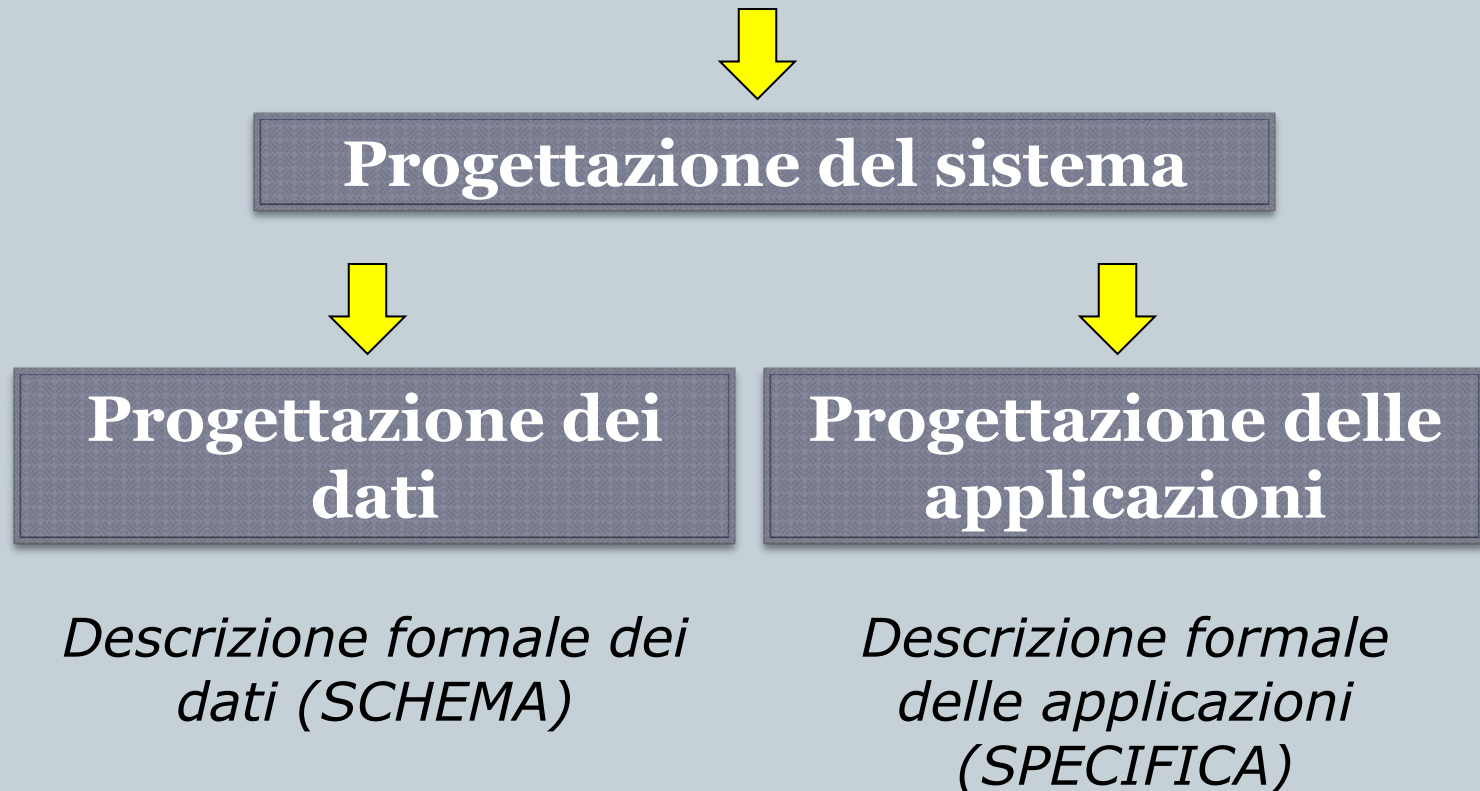 Progettazione del sistema
Progettazione dei
dati
Progettazione delle
applicazioni
Descrizione formale dei
dati (SCHEMA)
Descrizione formale
delle applicazioni
(SPECIFICA)